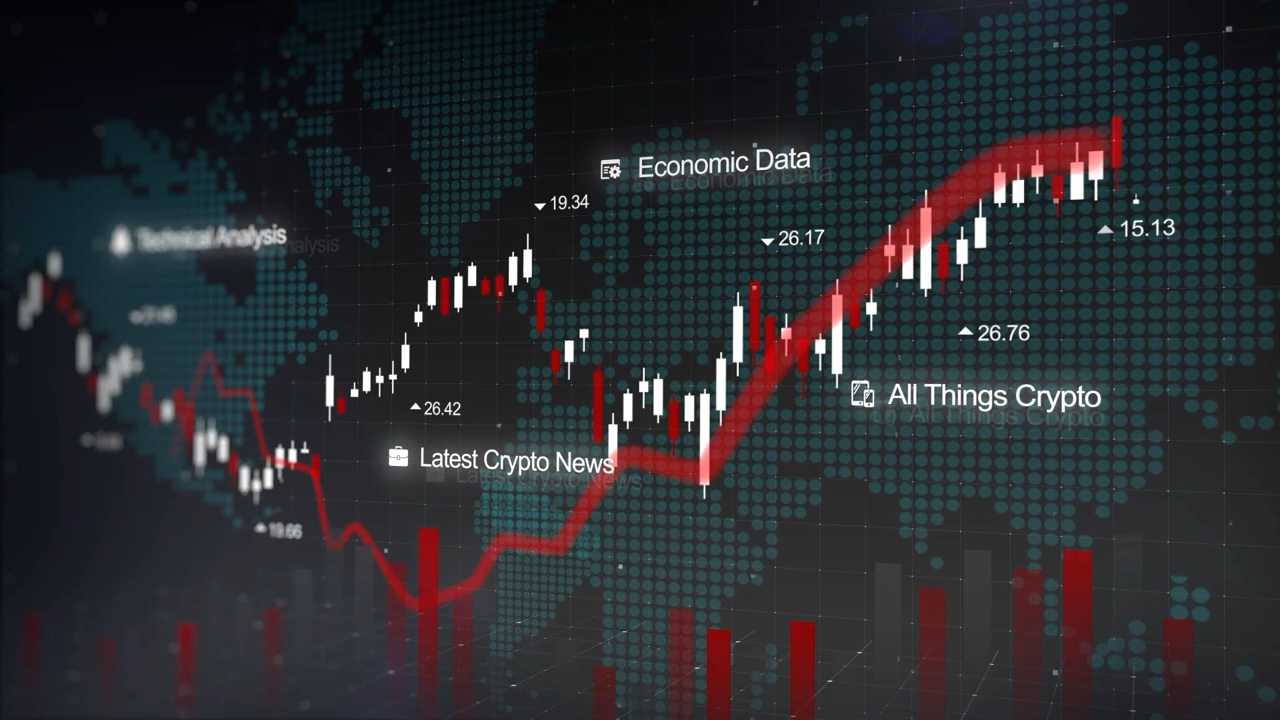 Economic Data
19.34
Technical Analysis
26.17
15.13
26.76
All Things Crypto
26.42
Latest Crypto News
19.66